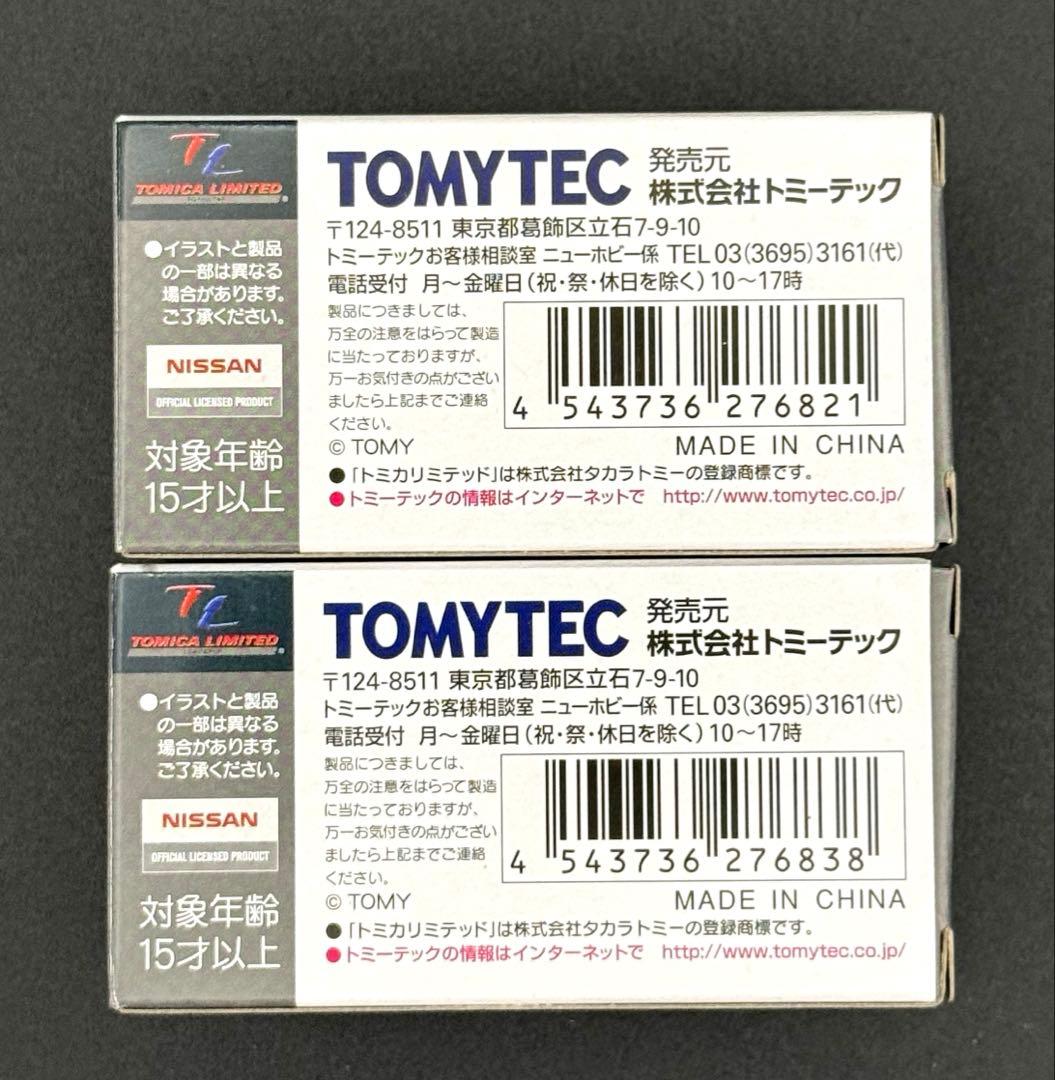 TL
TOMICA LIMITED
●イラストと製品
の一部は異なる
場合があります。
ご了承ください。
NISSAN
OFFICIAL LICENSED PRODUCT
対象年齢
15才以上
TOMYTEC 発売元
株式会社トミーテック
〒124-8511 東京都葛飾区立石7-9-10
トミーテックお客様相談室 ニューホビー係 TEL 03(3695)3161(代)
電話受付 月〜金曜日(祝・祭・休日を除く)10〜17時
製品につきましては、
万全の注意をはらって製造
に当たっておりますが、
万一お気付きの点がござい
ましたら上記までご連絡
ください。
4 543736 276821
© TOMY MADE IN CHINA
●「トミカリミテッド」は株式会社タカラトミーの登録商標です。
●トミーテックの情報はインターネットで http://www.tomytec.co.jp/
TL
TOMICA LIMITED
●イラストと製品
の一部は異なる
場合があります。
ご了承ください。
NISSAN
OFFICIAL LICENSED PRODUCT
対象年齢
15才以上
TOMYTEC 発売元
株式会社トミーテック
〒124-8511 東京都葛飾区立石7-9-10
トミーテックお客様相談室 ニューホビー係 TEL 03(3695)3161(代)
電話受付 月〜金曜日(祝・祭・休日を除く)10〜17時
製品につきましては、
万全の注意をはらって製造
に当たっておりますが、
万一お気付きの点がござい
ましたら上記までご連絡
ください。
4 543736 276838
© TOMY MADE IN CHINA
●「トミカリミテッド」は株式会社タカラトミーの登録商標です。
●トミーテックの情報はインターネットで http://www.tomytec.co.jp/